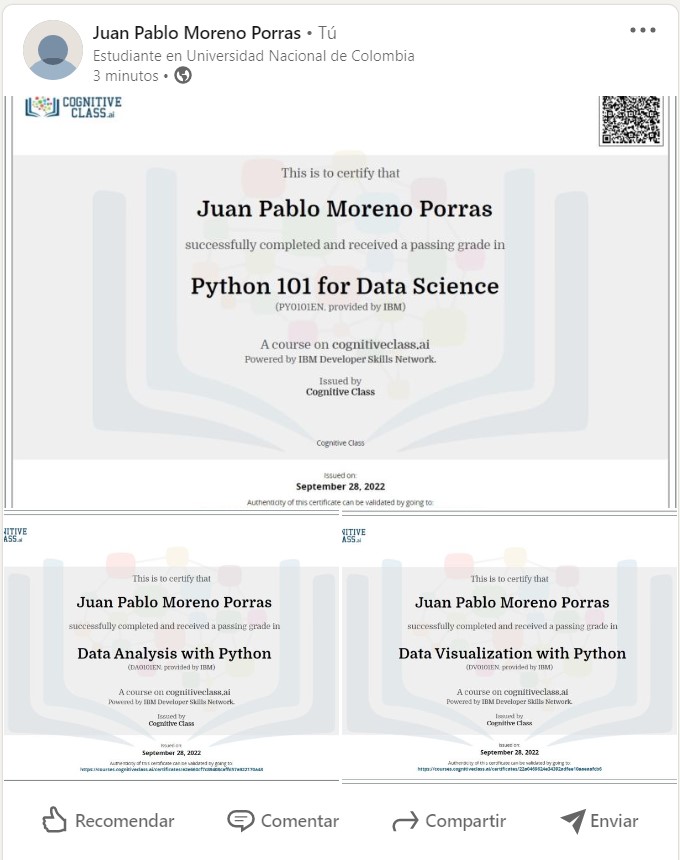 Juan Pablo Moreno Porras • Tú
Estudiante en Universidad Nacional de Colombia
3 minutos •
COGNITIVE
CLASS.ai
This is to certify that
Juan Pablo Moreno Porras
successfully completed and received a passing grade in
Python 101 for Data Science
(PY0101EN, provided by IBM)
A course on cognitiveclass.ai
Powered by IBM Developer Skills Network.
Issued by
Cognitive Class
Cognitive Class
Issued on:
September 28, 2022
Authenticity of this certificate can be validated by going to:
NITIVE
ASS.ai
This is to certify that
Juan Pablo Moreno Porras
successfully completed and received a passing grade in
Data Analysis with Python
(DA0101EN, provided by IBM)
A course on cognitiveclass.ai
Powered by IBM Developer Skills Network.
Issued by
Cognitive Class
Issued on:
September 28, 2022
Authenticity of this certificate can be validated by going to:
NITIVE
ASS.ai
This is to certify that
Juan Pablo Moreno Porras
successfully completed and received a passing grade in
Data Visualization with Python
(DV0101EN, provided by IBM)
A course on cognitiveclass.ai
Powered by IBM Developer Skills Network.
Issued by
Cognitive Class
Issued on:
September 28, 2022
Authenticity of this certificate can be validated by going to:
Recomendar
Comentar
Compartir
Enviar